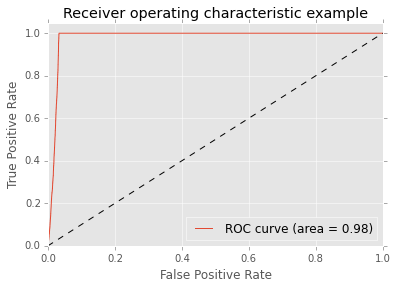 Receiver operating characteristic example
True Positive Rate
1.0
0.8
0.6
0.4
0.2
0.0
ROC curve (area = 0.98)
0.0 0.2 0.4 0.6 0.8 1.0
False Positive Rate